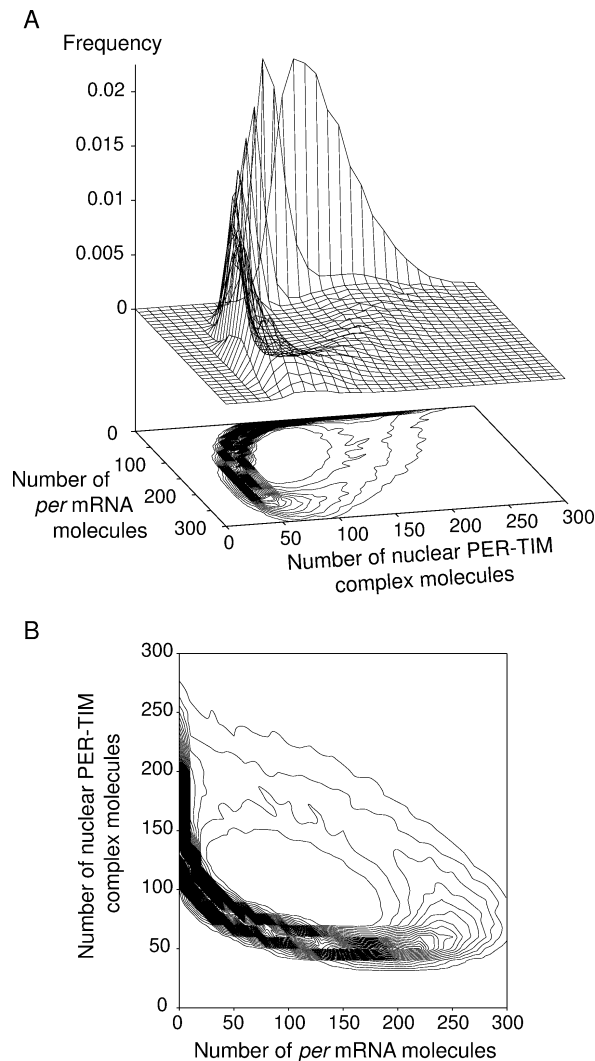 A
Frequency
0.02
0.015
0.01
0.005
0
0
100
200
300
Number of
per mRNA
molecules
0
50
100
150
200
250
300
Number of nuclear PER-TIM
complex molecules
B
300
250
200
150
100
50
0
Number of nuclear PER-TIM
complex molecules
0
50
100
150
200
250
300
Number of per mRNA molecules